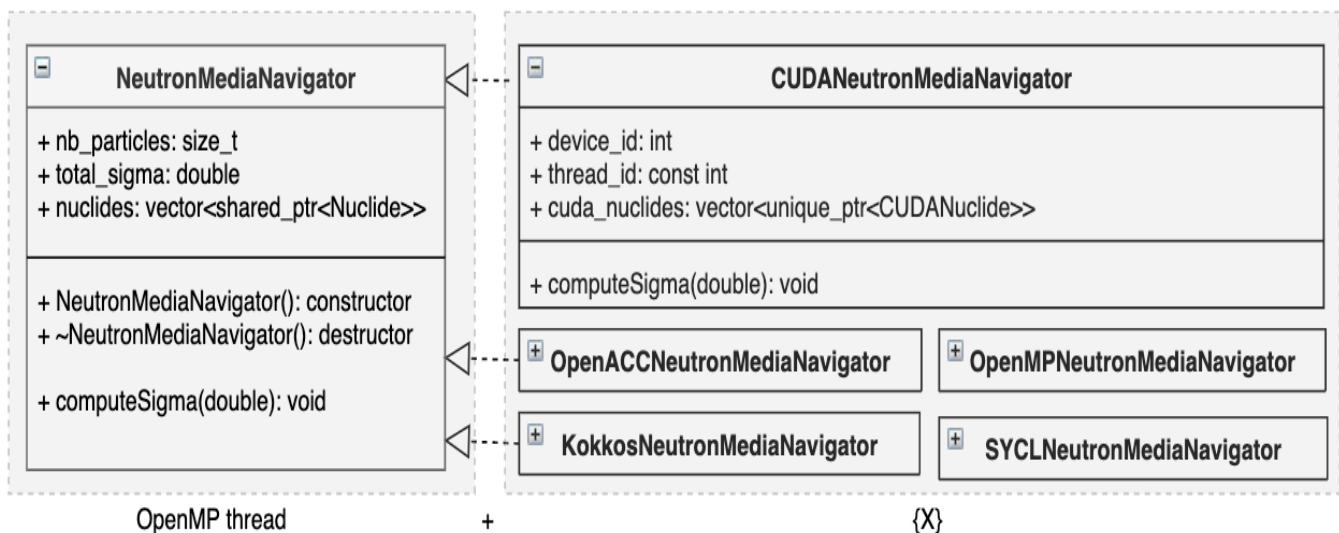 NeutronMediaNavigator
+ nb_particles: size_t
+ total_sigma: double
+ nuclides: vector<shared_ptr<Nuclide>>
+ NeutronMediaNavigator(): constructor
+ ~NeutronMediaNavigator(): destructor
+ computeSigma(double): void
CUDANeutronMediaNavigator
+ device_id: int
+ thread_id: const int
+ cuda_nuclides: vector<unique_ptr<CUDANuclide>>
+ computeSigma(double): void
OpenACCNeutronMediaNavigator
OpenMPNeutronMediaNavigator
KokkosNeutronMediaNavigator
SYCLNeutronMediaNavigator
OpenMP thread + {X}